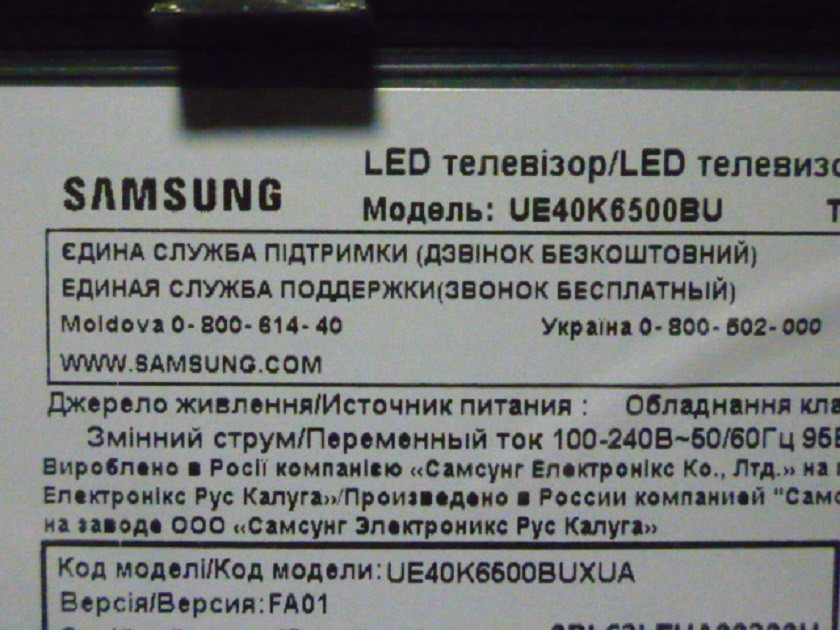 LED телевізор/LED
SAMSUNG
Модель: UE40K6500BU
ЄДИНА СЛУЖБА ПІДТРИМКИ (ДЗВІНОК БЕЗКОШТОВНИЙ)
ЕДИНАЯ СЛУЖБА ПОДДЕРЖКИ(ЗВОНОК БЕСПЛАТНЫЙ)
Moldova 0-800-614-40 Україна 0-800-502-000
WWW.SAMSUNG.COM
Джерело живлення/Источник питания : Обладнання
Змінний струм/Переменный ток 100-240В~50/60Гц
Вироблено в Росії компанією «Самсунг Електронікс Ко., Лтд.» на
Електронікс Рус Калуга»/Произведено в России компанией
на заводе ООО «Самсунг Электроникс Рус Калуга»
Код моделі/Код модели: UE40K6500BUXUA
Версія/Версия: FA01